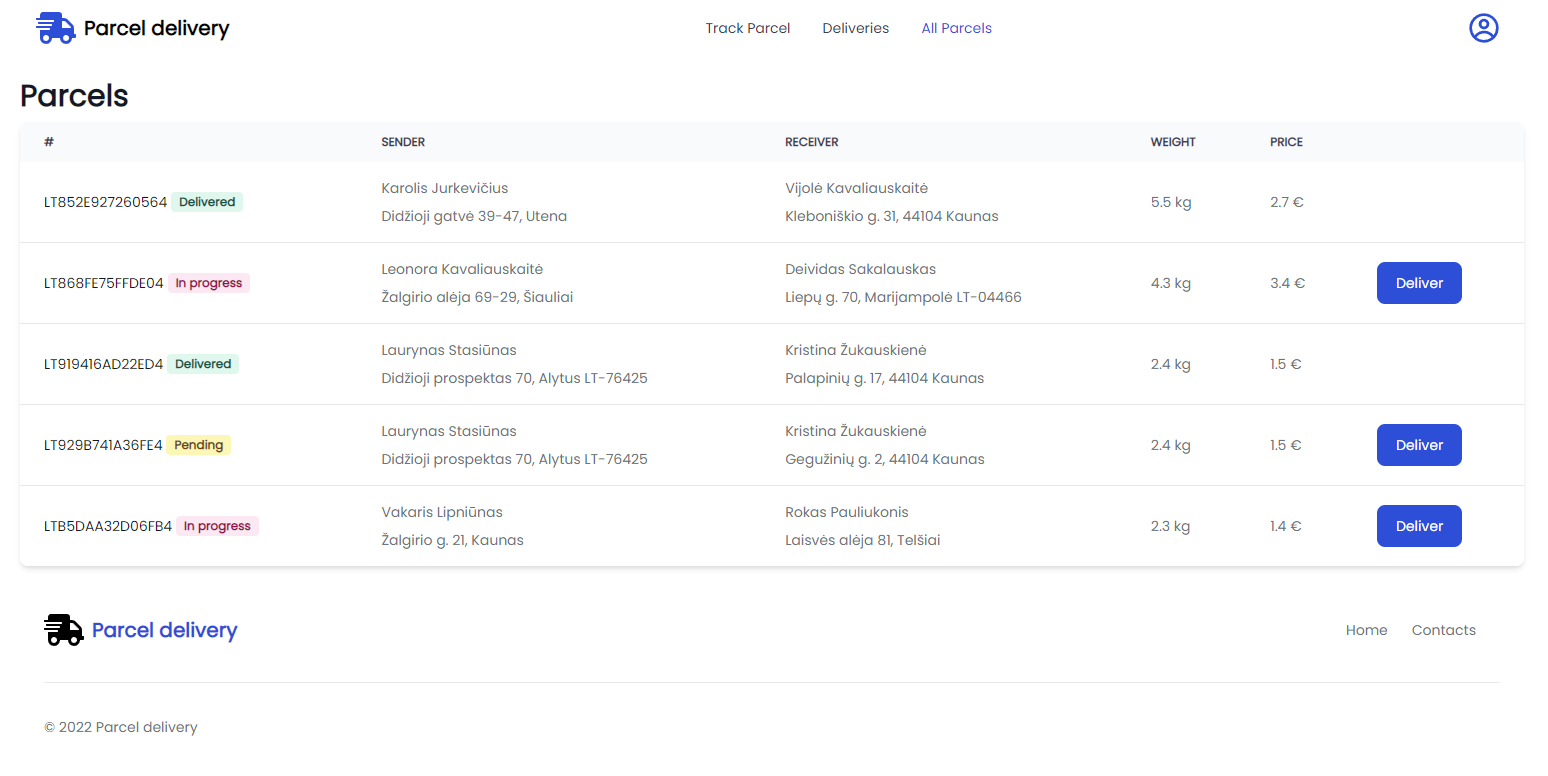 Parcel delivery Track Parcel Deliveries All Parcels
Parcels
# SENDER RECEIVER WEIGHT PRICE
Karolis Jurkevičius Vijolė Kavaliauskaitė
LT852E927260564 Delivered 5.5 kg 2.7 €
Didžioji gatvė 39-47, Utena Kleboniškio g. 31, 44104 Kaunas
Leonora Kavaliauskaitė Deividas Sakalauskas
LT868FE75FFDE04 In progress 4.3 kg 3.4 € Deliver
Žalgirio alėja 69-29, Šiauliai Liepų g. 70, Marijampolė LT-04466
Laurynas Stasiūnas Kristina Žukauskienė
LT919416AD22ED4 Delivered 2.4 kg 1.5 €
Didžioji prospektas 70, Alytus LT-76425 Palapinių g. 17, 44104 Kaunas
Laurynas Stasiūnas Kristina Žukauskienė
LT929B741A36FE4 Pending 2.4 kg 1.5 € Deliver
Didžioji prospektas 70, Alytus LT-76425 Gegužinių g. 2, 44104 Kaunas
Vakaris Lipniūnas Rokas Pauliukonis
LTB5DAA32D06FB4 In progress 2.3 kg 1.4 € Deliver
Žalgirio g. 21, Kaunas Laisvės alėja 81, Telšiai
Parcel delivery Home Contacts
© 2022 Parcel delivery